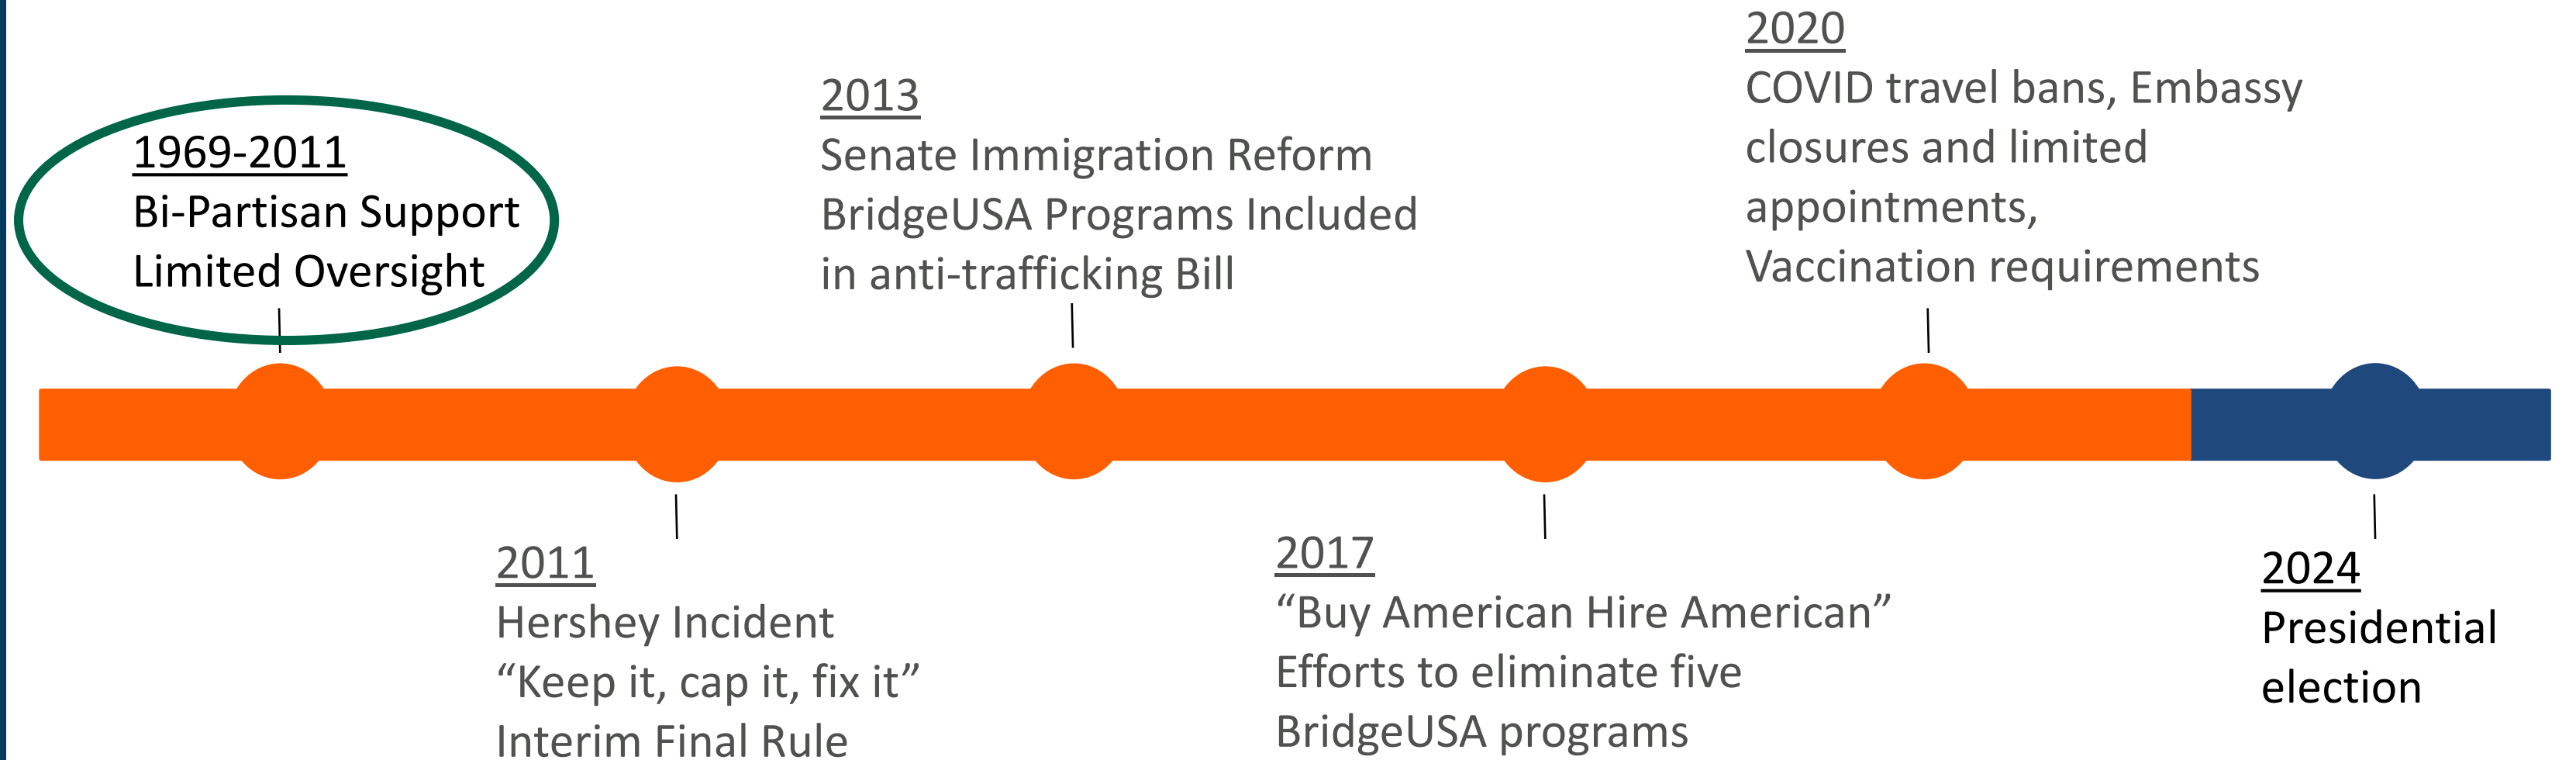 1969-2011
Bi-Partisan Support
Limited Oversight
2011
Hershey Incident
“Keep it, cap it, fix it”
Interim Final Rule
2013
Senate Immigration Reform
BridgeUSA Programs Included
in anti-trafficking Bill
2017
“Buy American Hire American”
Efforts to eliminate five
BridgeUSA programs
2020
COVID travel bans, Embassy
closures and limited
appointments,
Vaccination requirements
2024
Presidential
election